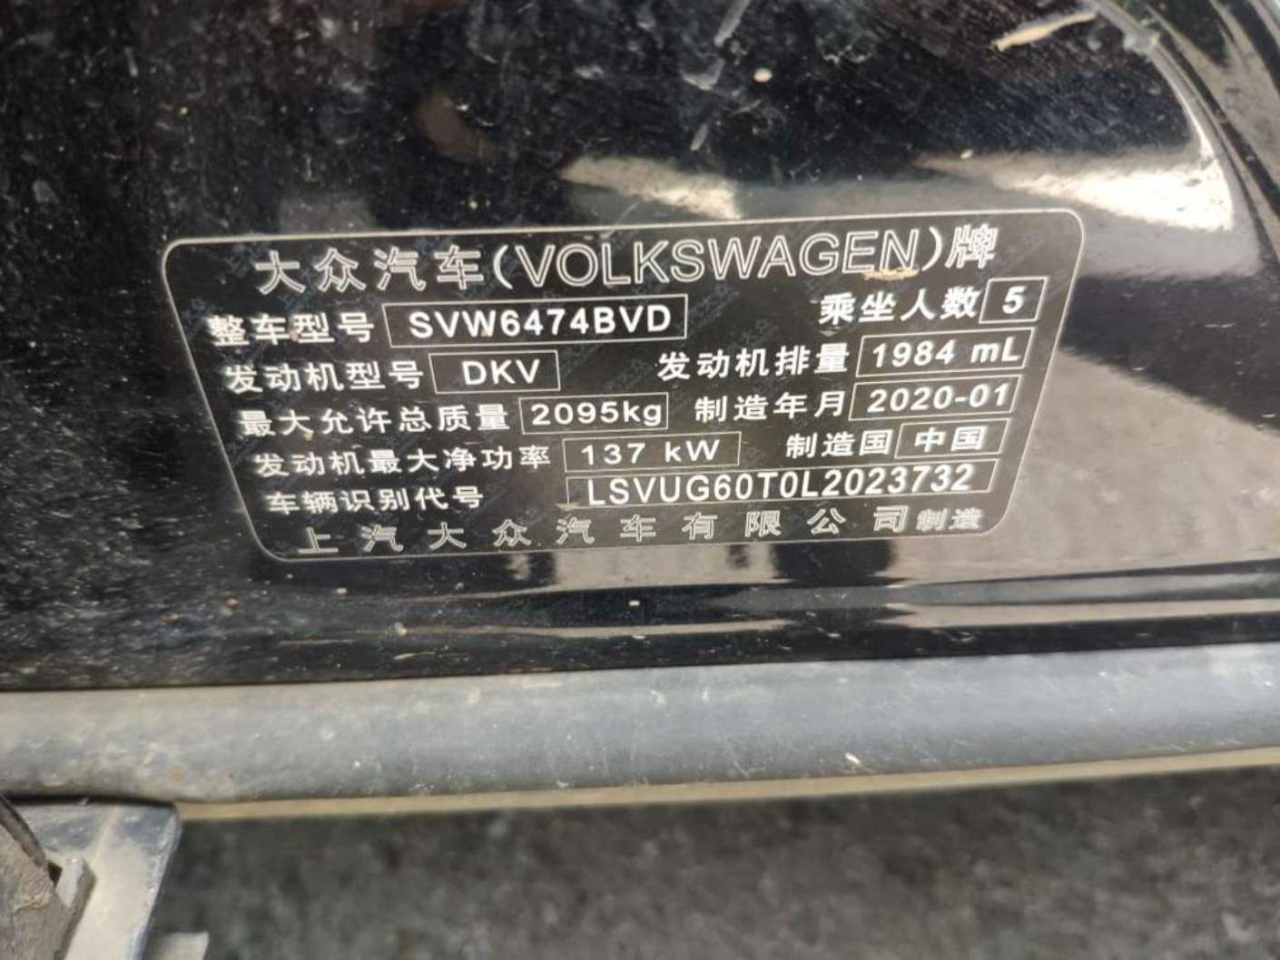 大众汽车(VOLKSWAGEN)牌
整车型号 SVW6474BVD 乘坐人数 5
发动机型号 DKV 发动机排量 1984 mL
最大允许总质量 2095kg 制造年月 2020-01
发动机最大净功率 137 kW 制造国 中国
车辆识别代号 LSVUG60T0L2023732
上汽大众汽车有限公司制造